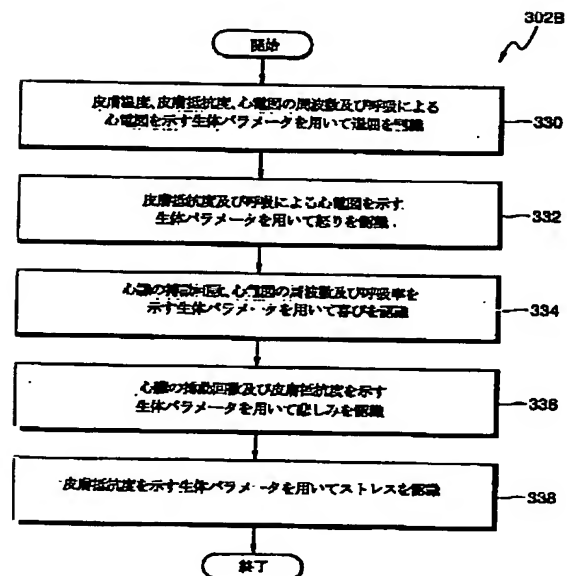 302B
開始
皮膚温度、皮膚抵抗度、心電図の周波数及び呼吸による
心電図を示す生体パラメータを用いて退屈を認識
330
皮膚抵抗度及び呼吸による心電図を示す
生体パラメータを用いて怒りを認識
332
心臓の搏動回数、心電図の周波数及び呼吸率を
示す生体パラメータを用いて喜びを認識
334
心臓の搏動回数及び皮膚抵抗度を示す
生体パラメータを用いて悲しみを認識
336
皮膚抵抗度を示す生体パラメータを用いてストレスを認識
338
終了